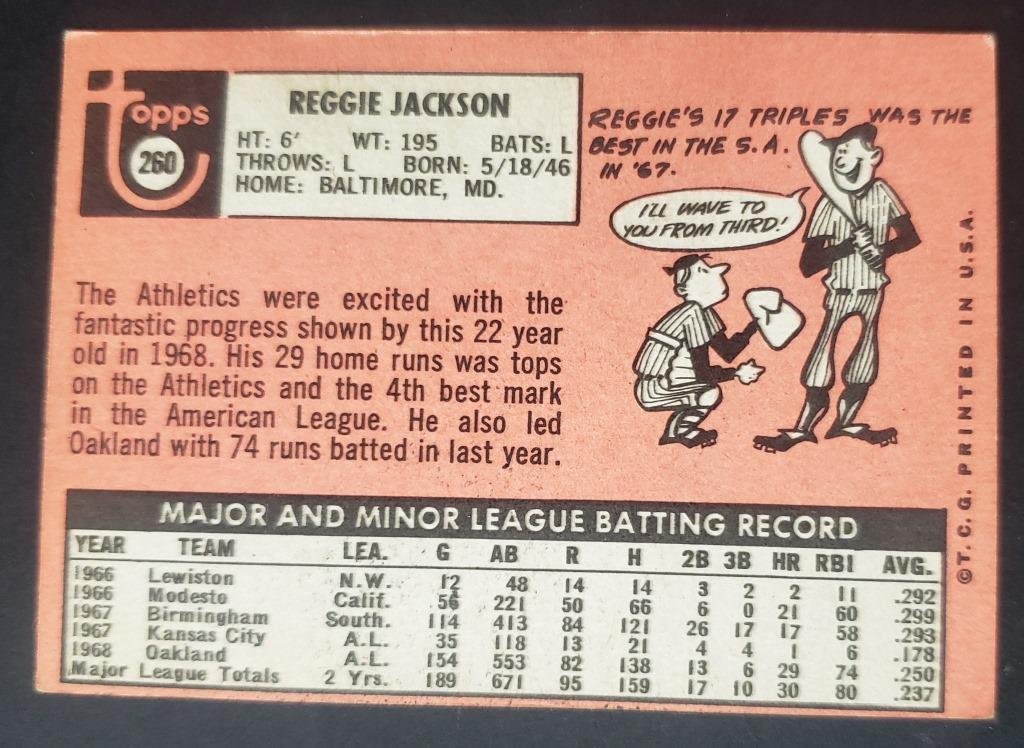 topps
260
REGGIE JACKSON
HT: 6' WT: 195 BATS: L
THROWS: L BORN: 5/18/46
HOME: BALTIMORE, MD.
REGGIE'S 17 TRIPLES WAS THE
BEST IN THE S.A.
IN '67.
I'LL WAVE TO
YOU FROM THIRD!
The Athletics were excited with the
fantastic progress shown by this 22 year
old in 1968. His 29 home runs was tops
on the Athletics and the 4th best mark
in the American League. He also led
Oakland with 74 runs batted in last year.
MAJOR AND MINOR LEAGUE BATTING RECORD
YEAR TEAM LEA. G AB R H 2B 3B HR RBI AVG.
1966 Lewiston N.W. 12 48 14 14 3 2 2 11 .292
1966 Modesto Calif. 56 221 50 66 6 0 21 60 .299
1967 Birmingham South. 114 413 84 121 26 17 17 58 .293
1967 Kansas City A.L. 35 118 13 21 4 4 1 6 .178
1968 Oakland A.L. 154 553 82 138 13 6 29 74 .250
Major League Totals 2 Yrs. 189 671 95 159 17 10 30 80 .237
©T.C.G. PRINTED IN U.S.A.